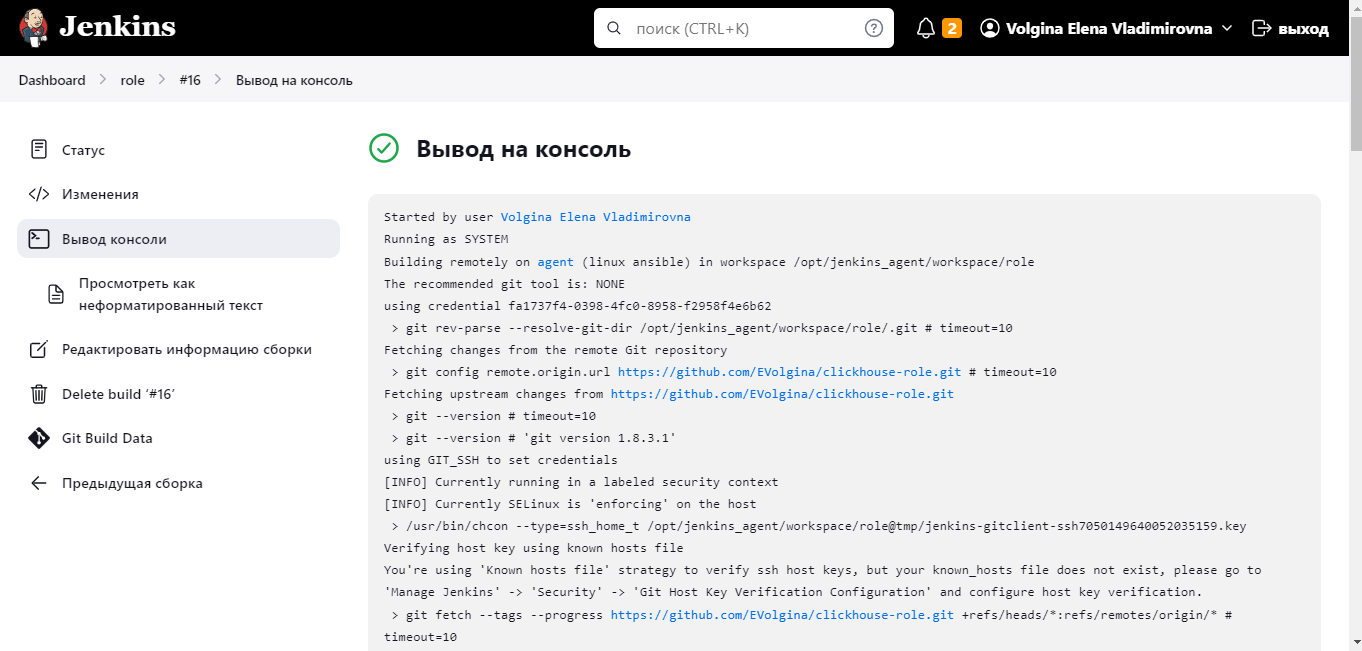 Jenkins
поиск (CTRL+K)
2
Volgina Elena Vladimirovna
выход
Dashboard
role
#16
Вывод на консоль
Статус
Изменения
Вывод консоли
Просмотреть как
неформатированный текст
Редактировать информацию сборки
Delete build ‘#16’
Git Build Data
Предыдущая сборка
Вывод на консоль
Started by user Volgina Elena Vladimirovna
Running as SYSTEM
Building remotely on agent (linux ansible) in workspace /opt/jenkins_agent/workspace/role
The recommended git tool is: NONE
using credential fa1737f4-0398-4fc0-8958-f2958f4e6b62
 > git rev-parse --resolve-git-dir /opt/jenkins_agent/workspace/role/.git # timeout=10
Fetching changes from the remote Git repository
 > git config remote.origin.url https://github.com/EVolgina/clickhouse-role.git # timeout=10
Fetching upstream changes from https://github.com/EVolgina/clickhouse-role.git
 > git --version # timeout=10
 > git --version # 'git version 1.8.3.1'
using GIT_SSH to set credentials
[INFO] Currently running in a labeled security context
[INFO] Currently SELinux is 'enforcing' on the host
 > /usr/bin/chcon --type=ssh_home_t /opt/jenkins_agent/workspace/role@tmp/jenkins-gitclient-ssh7050149640052035159.key
Verifying host key using known hosts file
You're using 'Known hosts file' strategy to verify ssh host keys, but your known_hosts file does not exist, please go to
'Manage Jenkins' -> 'Security' -> 'Git Host Key Verification Configuration' and configure host key verification.
 > git fetch --tags --progress https://github.com/EVolgina/clickhouse-role.git +refs/heads/*:refs/remotes/origin/* #
timeout=10